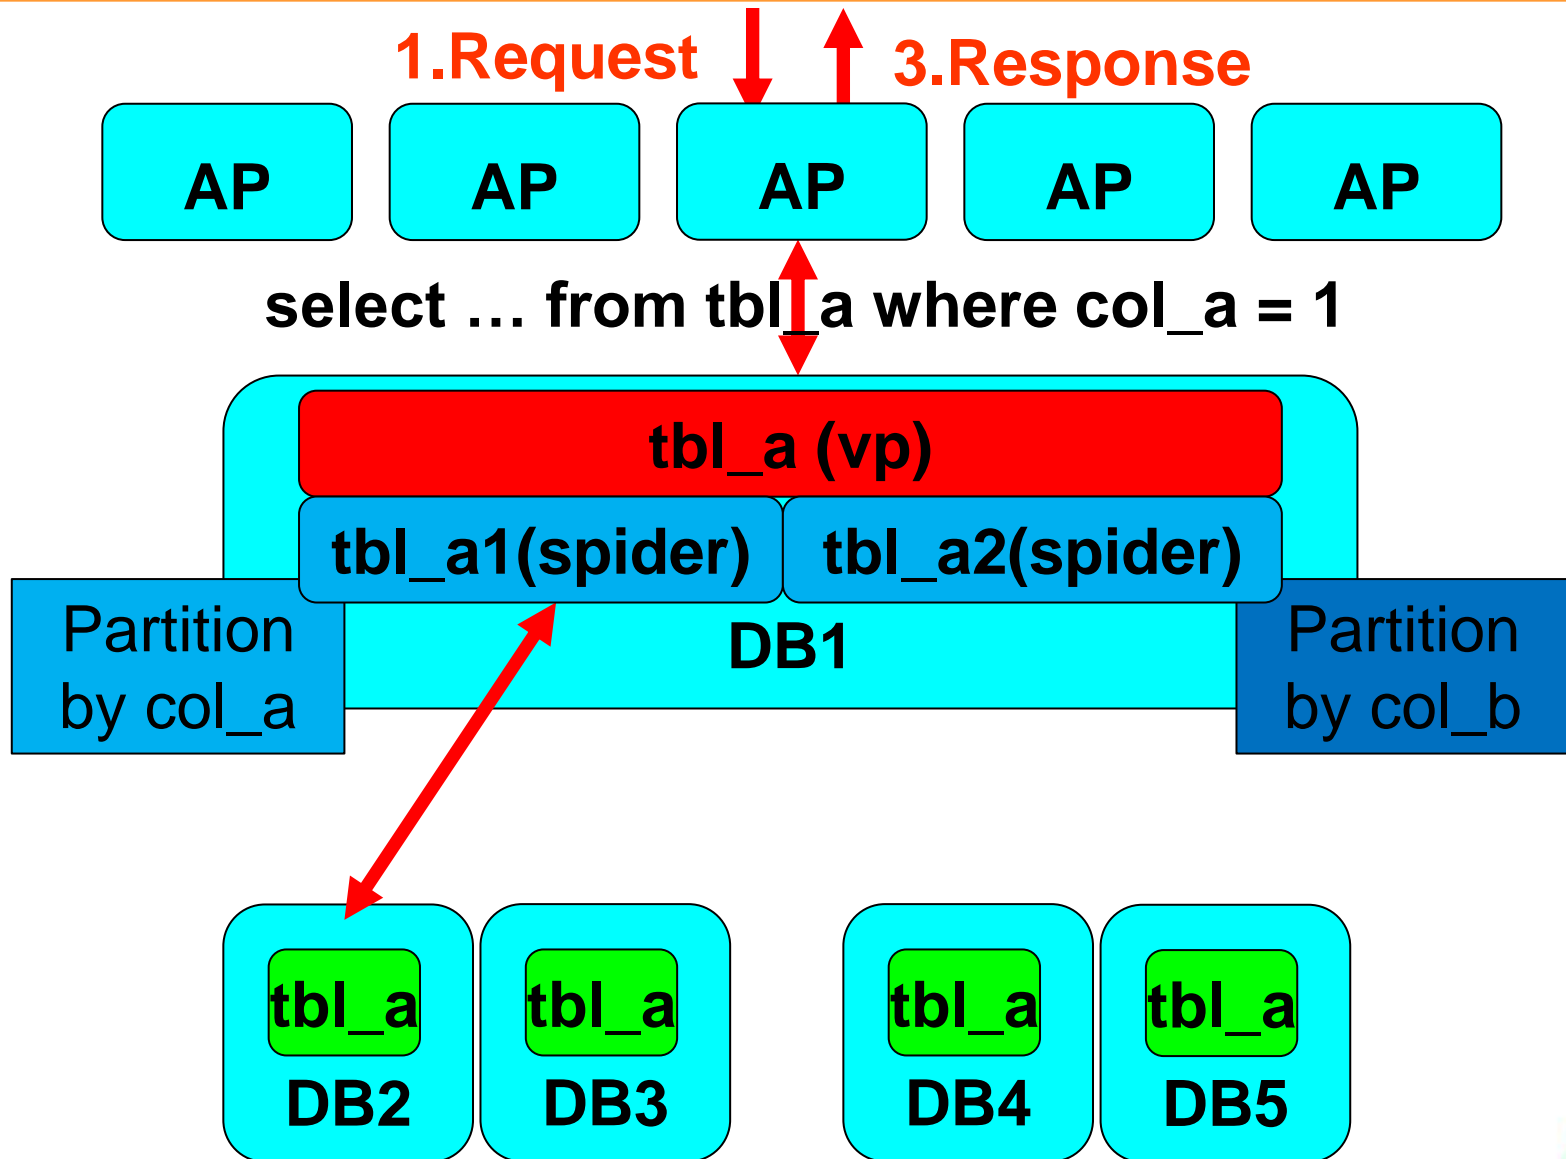 1.Request
3.Response
AP AP AP AP AP
select … from tbl_a where col_a = 1
tbl_a (vp)
tbl_a1(spider) tbl_a2(spider)
Partition
by col_a
DB1
Partition
by col_b
tbl_a tbl_a tbl_a tbl_a
DB2 DB3 DB4 DB5